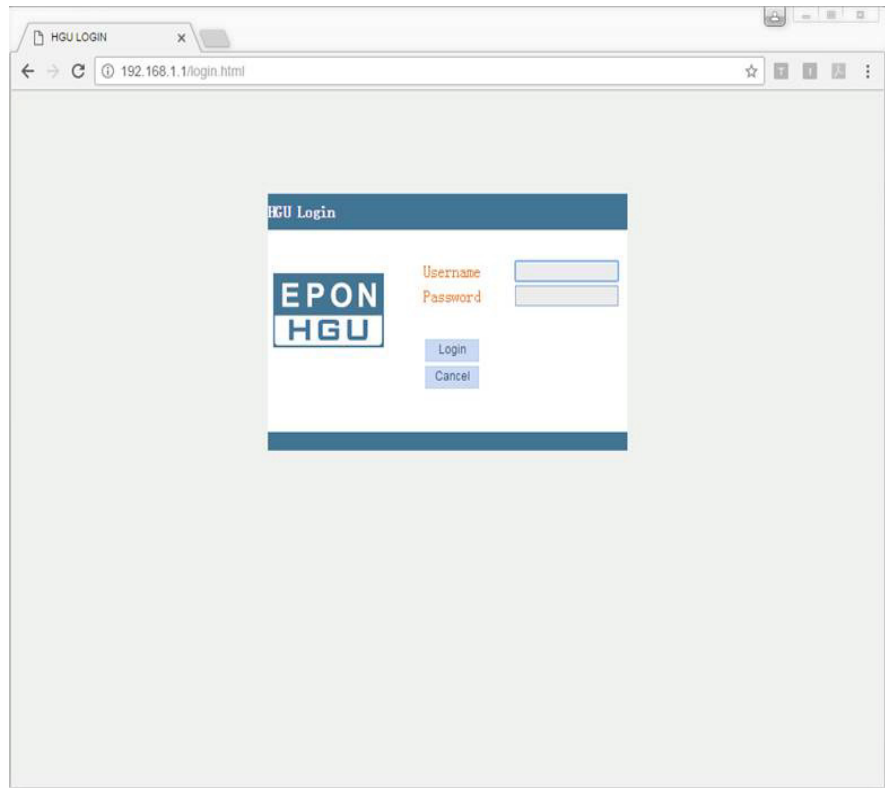 HGU LOGIN
192.168.1.1/login.html
HGU Login
EPON
HGU
Username
Password
Login
Cancel